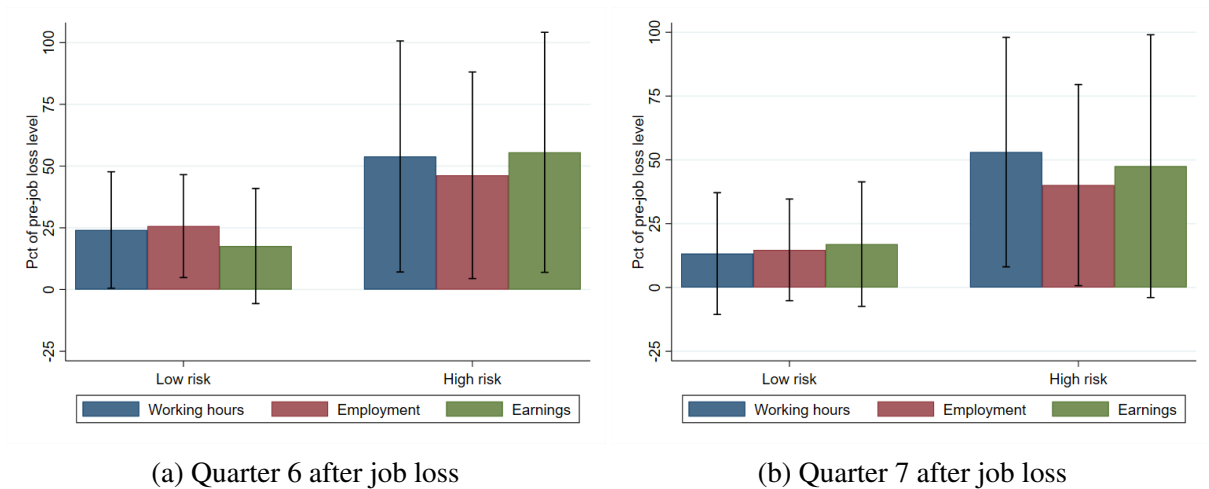 Pct of pre-job loss level
100
75
50
25
0
-25
Low risk
High risk
Working hours
Employment
Earnings
(a) Quarter 6 after job loss
Pct of pre-job loss level
100
75
50
25
0
-25
Low risk
High risk
Working hours
Employment
Earnings
(b) Quarter 7 after job loss